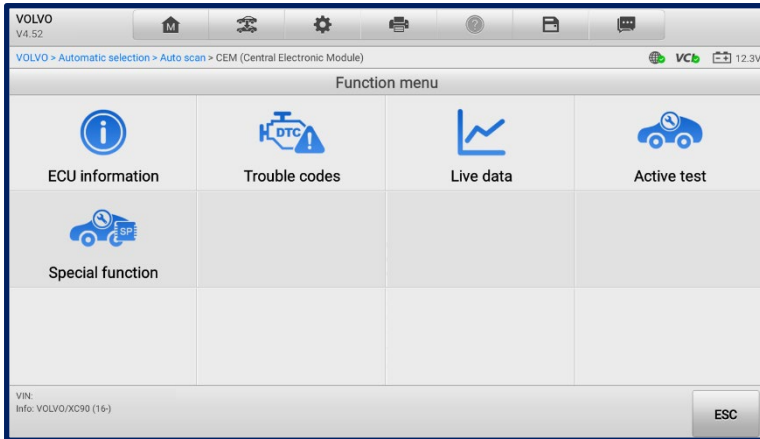 VOLVO
V4.52
M
?
VOLVO > Automatic selection > Auto scan > CEM (Central Electronic Module)
VCI 12.3V
Function menu
i
DTC
ECU information
Trouble codes
Live data
Active test
SP
Special function
VIN:
Info: VOLVO/XC90 (16-)
ESC